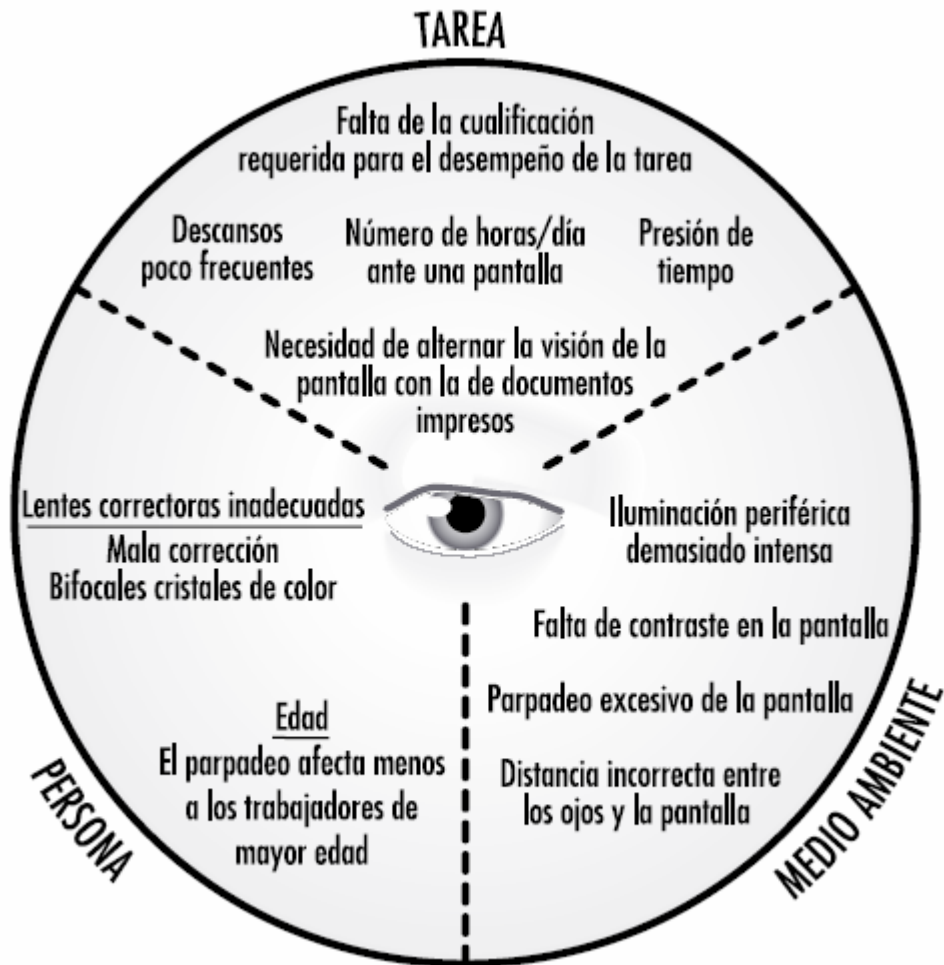 TAREA
Falta de la cualificación
requerida para el desempeño de la tarea
Descansos
poco frecuentes
Número de horas/día
ante una pantalla
Presión de
tiempo
Necesidad de alternar la visión de la
pantalla con la de documentos
impresos
Lentes correctoras inadecuadas
Mala corrección
Bifocales cristales de color
Edad
El parpadeo afecta menos
a los trabajadores de
mayor edad
PERSONA
Iluminación periférica
demasiado intensa
Falta de contraste en la pantalla
Parpadeo excesivo de la pantalla
Distancia incorrecta entre
los ojos y la pantalla
MEDIO AMBIENTE